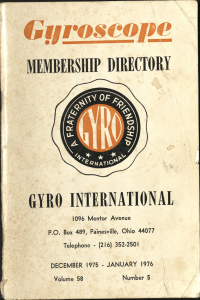 Gyroscope
MEMBERSHIP DIRECTORY
A FRATERNITY OF FRIENDSHIP
GYRO
INTERNATIONAL
GYRO INTERNATIONAL
1096 Mentor Avenue
P.O. Box 489, Painesville, Ohio 44077
Telephone - (216) 352-2501
DECEMBER 1975 - JANUARY 1976
Volume 58 Number 5